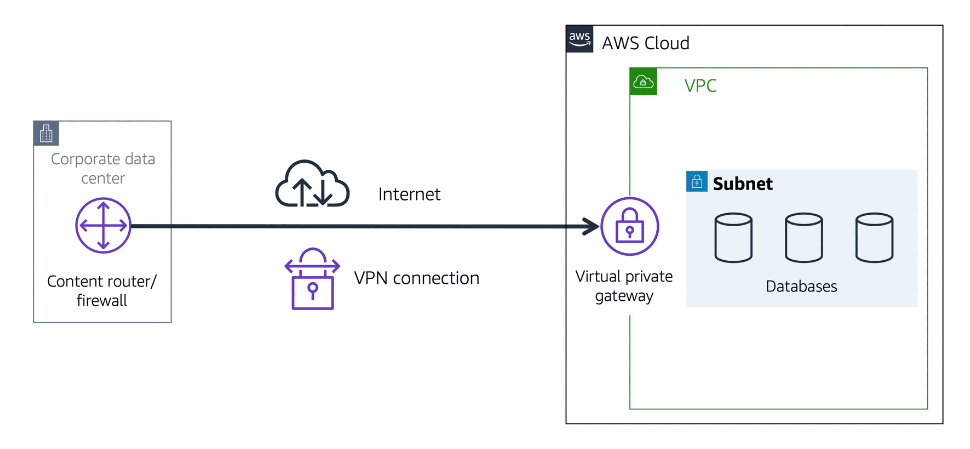 aws
AWS Cloud
VPC
Corporate data
center
Content router/
firewall
Internet
VPN connection
Virtual private
gateway
Subnet
Databases